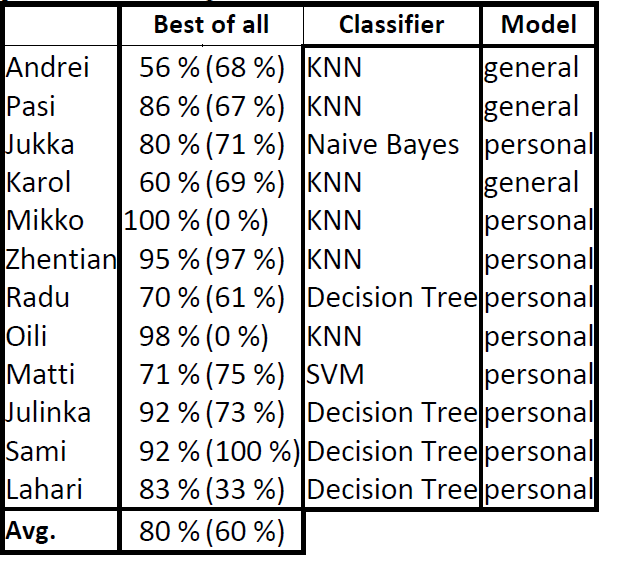 Best of all Classifier Model
Andrei 56 % (68 %) KNN general
Pasi 86 % (67 %) KNN general
Jukka 80 % (71 %) Naive Bayes personal
Karol 60 % (69 %) KNN general
Mikko 100 % (0 %) KNN personal
Zhentian 95 % (97 %) KNN personal
Radu 70 % (61 %) Decision Tree personal
Oili 98 % (0 %) KNN personal
Matti 71 % (75 %) SVM personal
Julinka 92 % (73 %) Decision Tree personal
Sami 92 % (100 %) Decision Tree personal
Lahari 83 % (33 %) Decision Tree personal
Avg. 80 % (60 %)